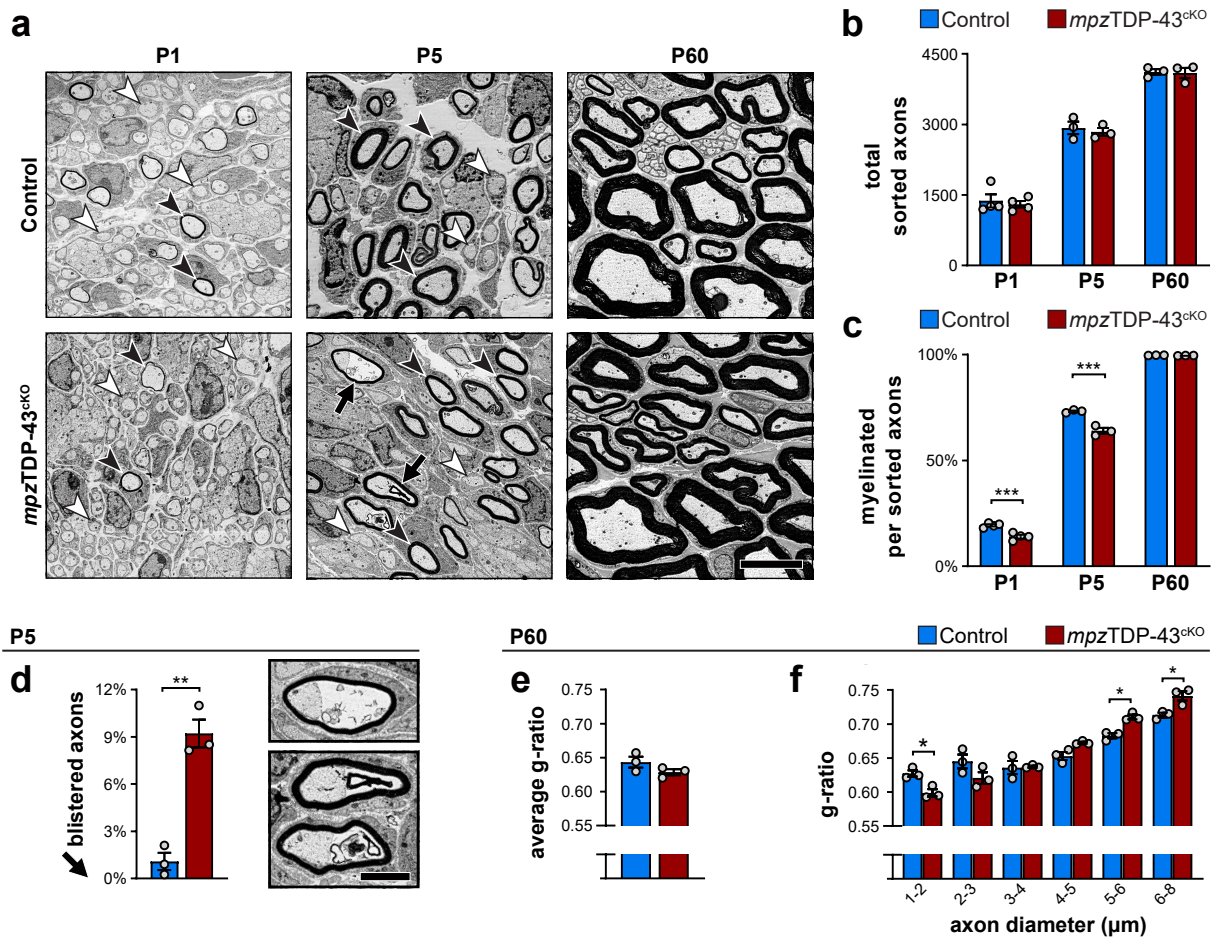 a
P1
P5
P60
Control
mpzTDP-43cKO
b
Control
mpzTDP-43cKO
total
sorted axons
4500
3000
1500
0
P1
P5
P60
c
Control
mpzTDP-43cKO
myelinated
per sorted axons
100%
50%
0%
***
***
P1
P5
P60
P5
d
blistered axons
12%
9%
6%
3%
0%
**
P60
Control
mpzTDP-43cKO
e
average g-ratio
0.75
0.70
0.65
0.60
0.55
f
g-ratio
0.75
0.70
0.65
0.60
0.55
*
*
*
1-2
2-3
3-4
4-5
5-6
6-8
axon diameter (µm)